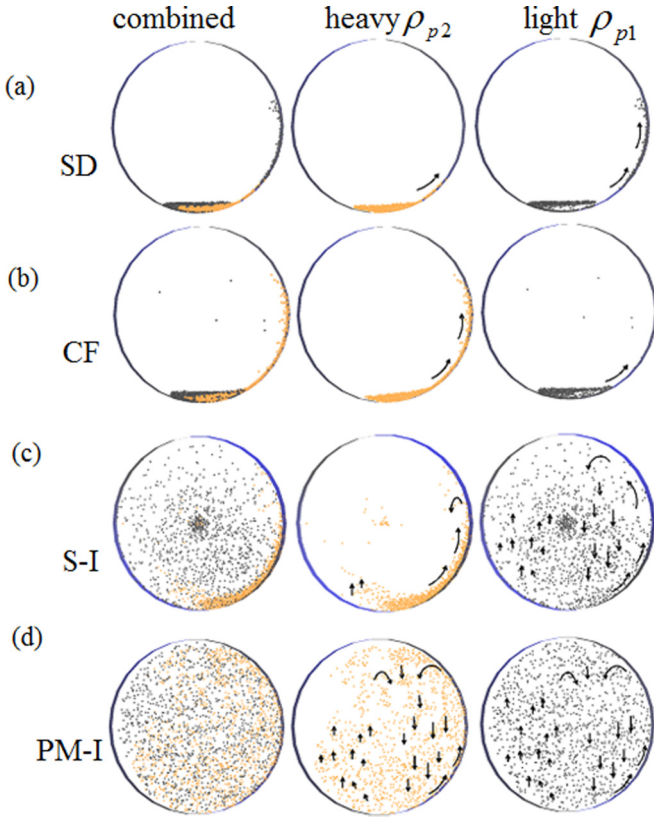 combined heavy ρp2 light ρp1
(a)
SD
(b)
CF
(c)
S-I
(d)
PM-I